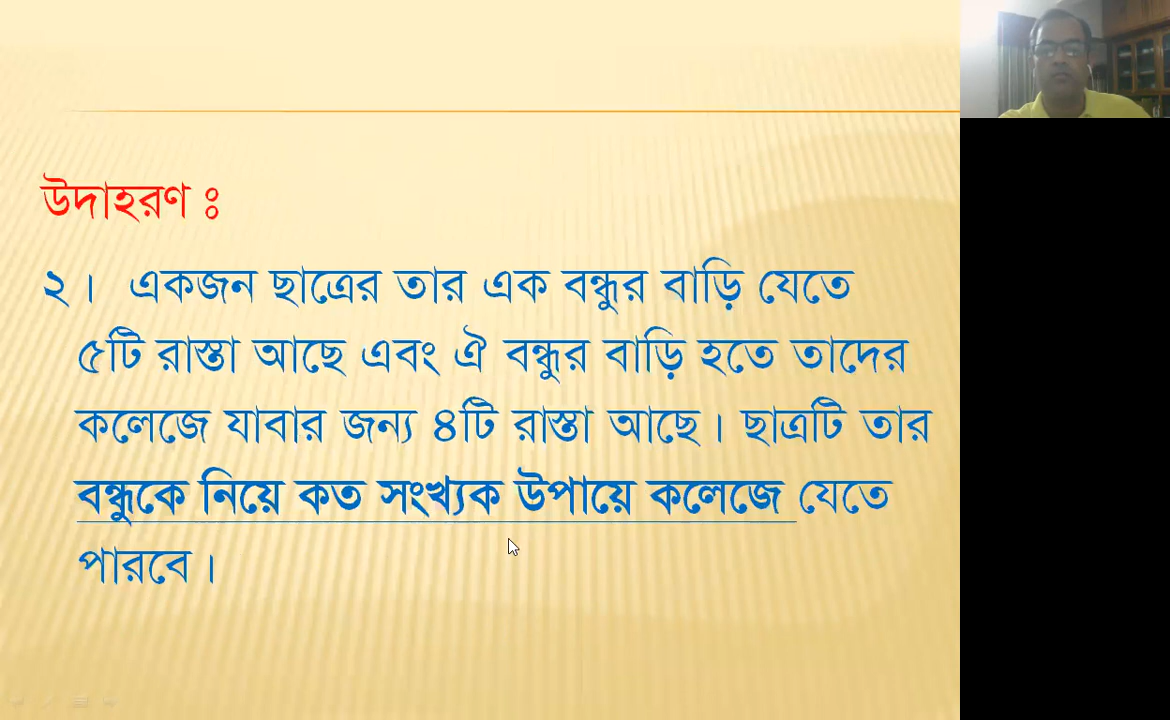 উদাহরণ ঃ
২। একজন ছাত্রের তার এক বন্ধুর বাড়ি যেতে
৫টি রাস্তা আছে এবং ঐ বন্ধুর বাড়ি হতে তাদের
কলেজে যাবার জন্য ৪টি রাস্তা আছে। ছাত্রটি তার
বন্ধুকে নিয়ে কত সংখ্যক উপায়ে কলেজে যেতে
পারবে।